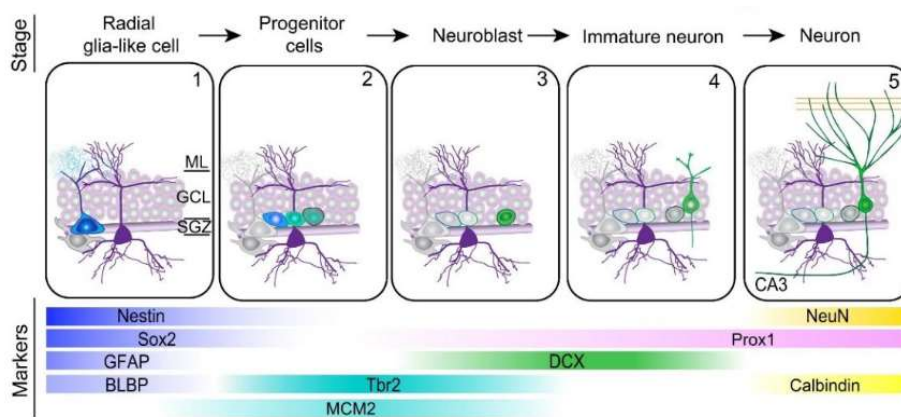 Stage
Radial
glia-like cell
Progenitor
cells
Neuroblast
Immature neuron
Neuron
1
2
3
4
5
ML
GCL
SGZ
CA3
Markers
Nestin
NeuN
Sox2
Prox1
GFAP
DCX
BLBP
Tbr2
Calbindin
MCM2